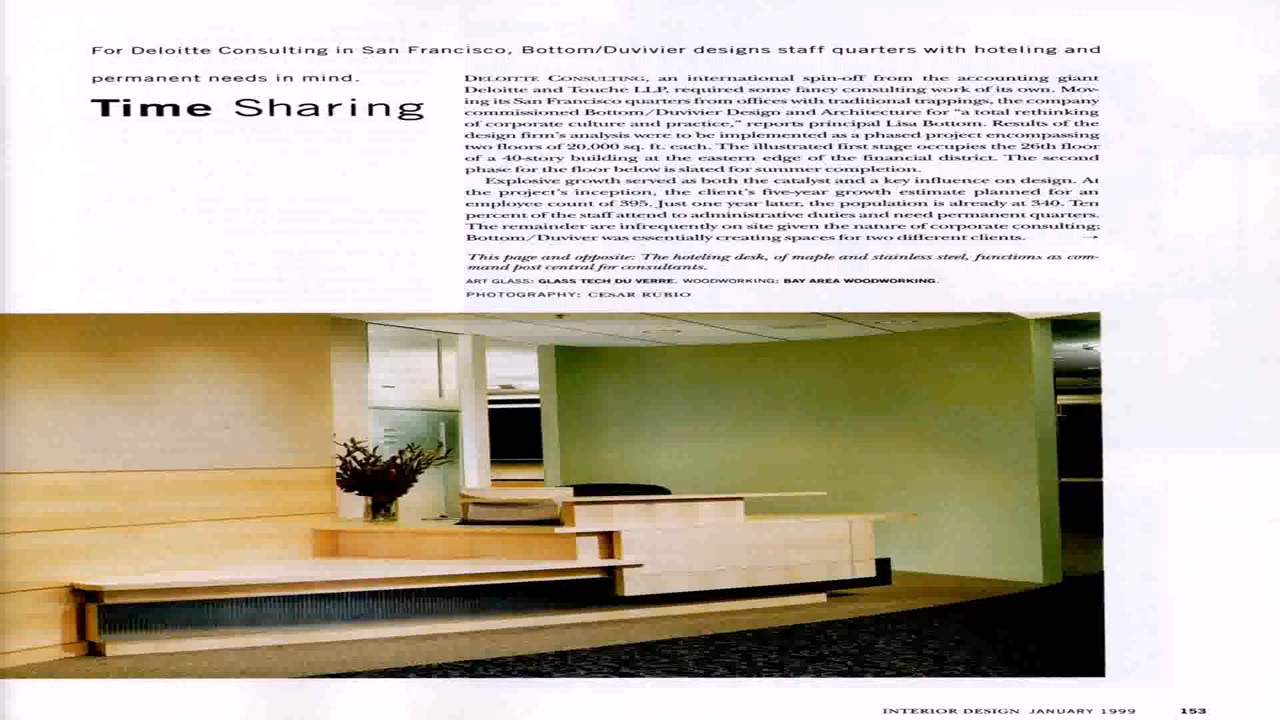 For Deloitte Consulting in San Francisco, Bottom/Duvivier designs staff quarters with hoteling and
permanent needs in mind.
Time Sharing
DELOITTE CONSULTING, an international spin-off from the accounting giant
Deloitte and Touche LLP, required some fancy consulting work of its own. Mov-
ing its San Francisco quarters from offices with traditional trappings, the company
commissioned Bottom/Duvivier Design and Architecture for “a total rethinking
of corporate culture and practice,” reports principal Lisa Bottom. Results of the
design firm's analysis were to be implemented as a phased project encompassing
two floors of 20,000 sq. ft. each. The illustrated first stage occupies the 26th floor
of a 40-story building at the eastern edge of the financial district. The second
phase for the floor below is slated for summer completion.
Explosive growth served as both the catalyst and a key influence on design. At
the project's inception, the client's five-year growth estimate planned for an
employee count of 395. Just one year later, the population is already at 340. Ten
percent of the staff attend to administrative duties and need permanent quarters.
The remainder are infrequently on site given the nature of corporate consulting;
Bottom/Duviver was essentially creating spaces for two different clients. →
This page and opposite: The hoteling desk, of maple and stainless steel, functions as com-
mand post central for consultants.
ART GLASS: GLASS TECH DU VERRE. WOODWORKING: BAY AREA WOODWORKING.
PHOTOGRAPHY: CESAR RUBIO
INTERIOR DESIGN JANUARY 1999 153